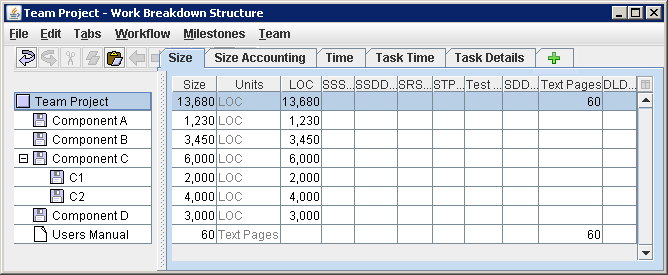 Team Project - Work Breakdown Structure
File Edit Tabs Workflow Milestones Team
Size Size Accounting Time Task Time Task Details
Size Units LOC SSS... SSDD... SRS... STP... Test ... SDD... Text Pages DLD...
Team Project 13,680 LOC 13,680 60
Component A 1,230 LOC 1,230
Component B 3,450 LOC 3,450
Component C 6,000 LOC 6,000
C1 2,000 LOC 2,000
C2 4,000 LOC 4,000
Component D 3,000 LOC 3,000
Users Manual 60 Text Pages 60